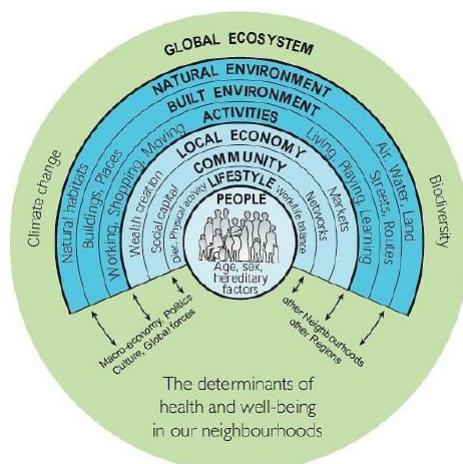 GLOBAL ECOSYSTEM
Climate change
Biodiversity
NATURAL ENVIRONMENT
Natural habitats
Air, Water, Land
BUILT ENVIRONMENT
Buildings, Places
Streets, Routes
ACTIVITIES
Working, Shopping, Moving
Living, Playing, Learning
LOCAL ECONOMY
Wealth creation
Markets
COMMUNITY
Social capital
Networks
LIFESTYLE
Diet, Physical activity
Work/life balance
PEOPLE
Age, sex,
hereditary
factors
Macro-economy, Politics
Culture, Global forces
other Neighbourhoods
other Regions
The determinants of
health and well-being
in our neighbourhoods